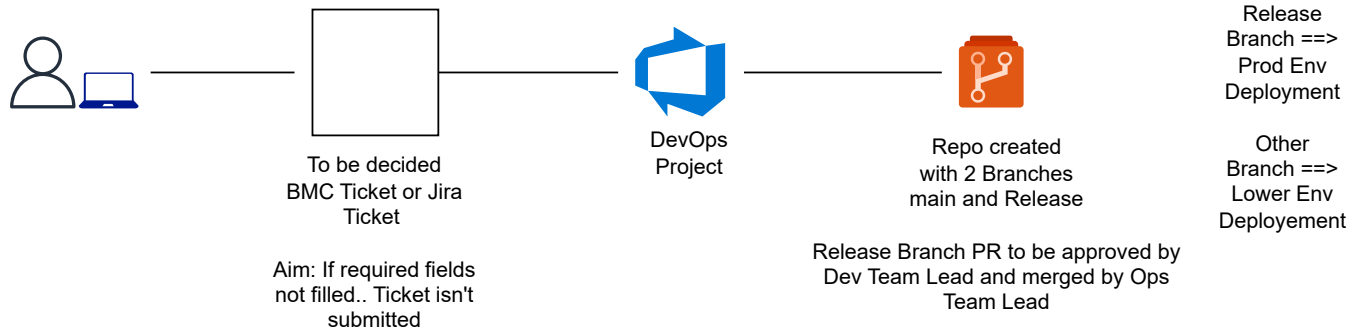 To be decided
BMC Ticket or Jira
Ticket
Aim: If required fields
not filled.. Ticket isn't
submitted
DevOps
Project
Repo created
with 2 Branches
main and Release
Release Branch PR to be approved by
Dev Team Lead and merged by Ops
Team Lead
Release
Branch ==>
Prod Env
Deployment
Other
Branch ==>
Lower Env
Deployement